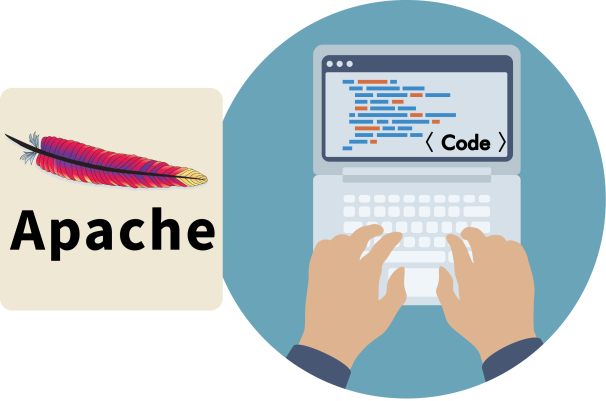 Apache
〈 Code 〉